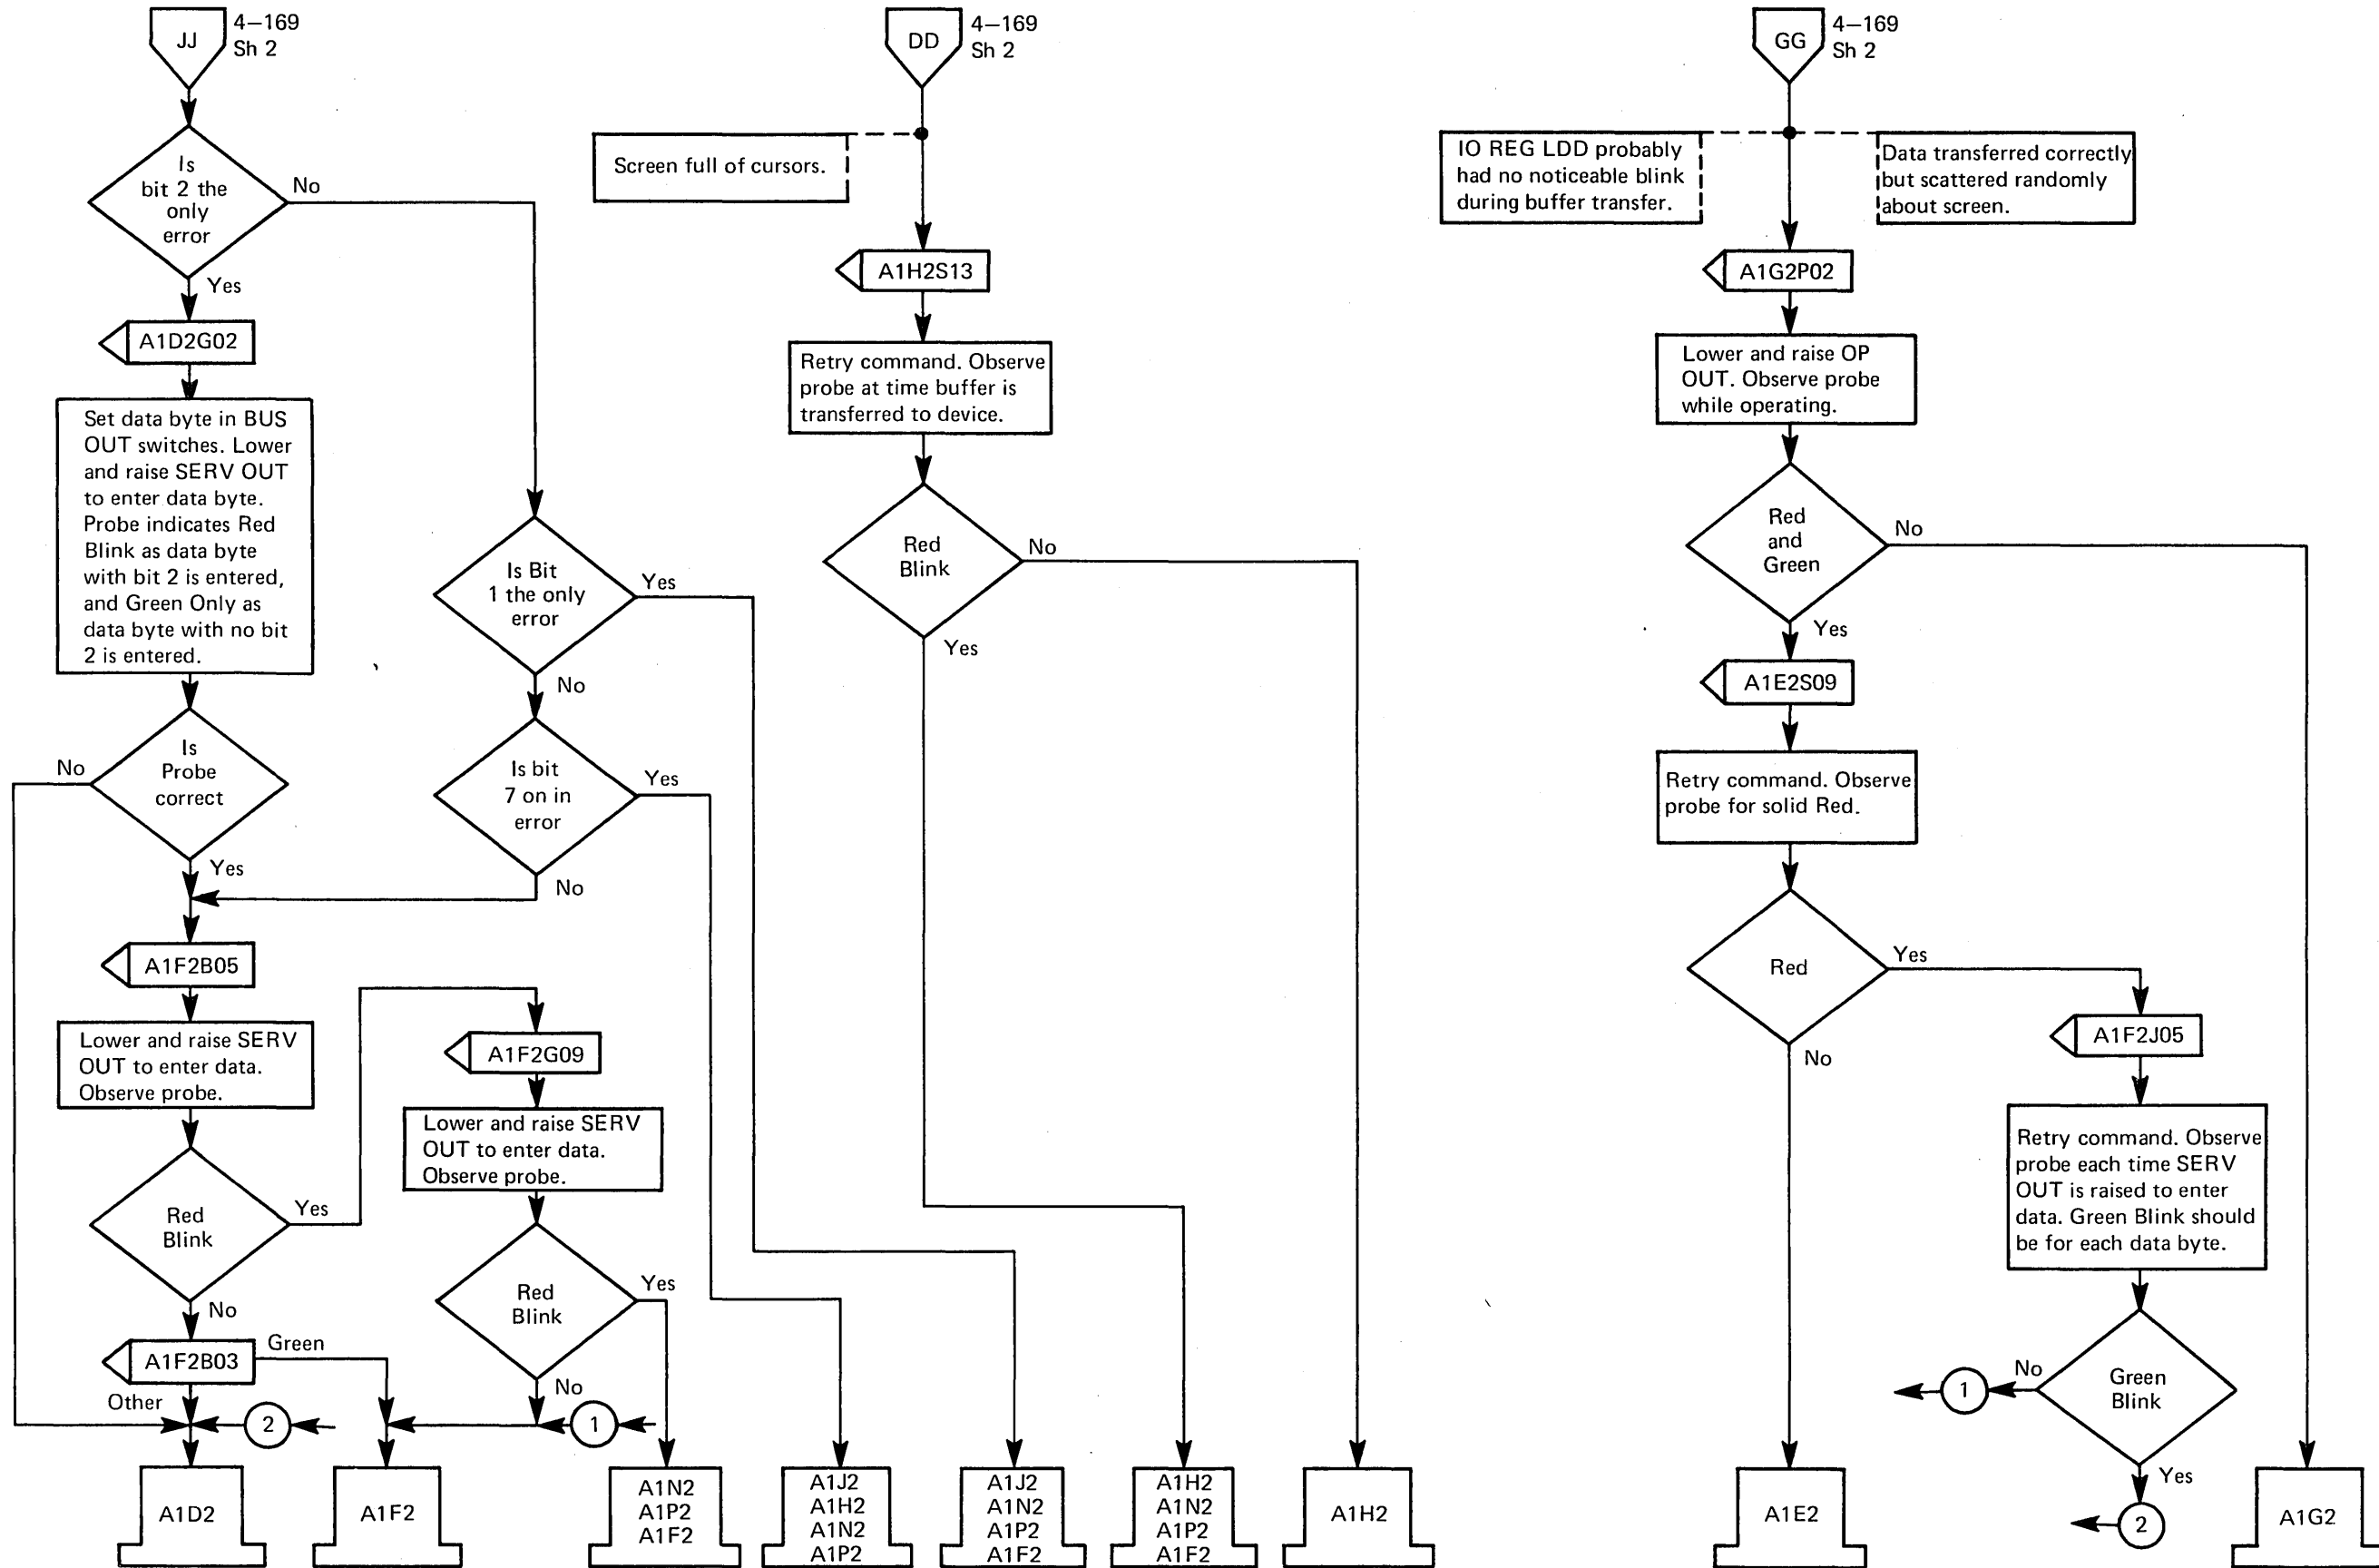 JJ
4–169
Sh 2
Is
bit 2 the
only
error
No
Yes
A1D2G02
Set data byte in BUS
OUT switches. Lower
and raise SERV OUT
to enter data byte.
Probe indicates Red
Blink as data byte
with bit 2 is entered,
and Green Only as
data byte with no bit
2 is entered.
Is
Probe
correct
No
Yes
Is Bit
1 the only
error
Yes
No
Is bit
7 on in
error
Yes
No
A1F2B05
Lower and raise SERV
OUT to enter data.
Observe probe.
Red
Blink
Yes
No
A1F2G09
Lower and raise SERV
OUT to enter data.
Observe probe.
Red
Blink
Yes
No
A1F2B03
Green
Other
2
1
A1D2
A1F2
A1N2
A1P2
A1F2
A1J2
A1H2
A1N2
A1P2
A1J2
A1N2
A1P2
A1F2
DD
4–169
Sh 2
Screen full of cursors.
A1H2S13
Retry command. Observe
probe at time buffer is
transferred to device.
Red
Blink
No
Yes
A1H2
A1N2
A1P2
A1F2
A1H2
GG
4–169
Sh 2
IO REG LDD probably
had no noticeable blink
during buffer transfer.
Data transferred correctly
but scattered randomly
about screen.
A1G2P02
Lower and raise OP
OUT. Observe probe
while operating.
Red
and
Green
No
Yes
A1E2S09
Retry command. Observe
probe for solid Red.
Red
Yes
No
A1F2J05
Retry command. Observe
probe each time SERV
OUT is raised to enter
data. Green Blink should
be for each data byte.
Green
Blink
No
1
Yes
2
A1E2
A1G2